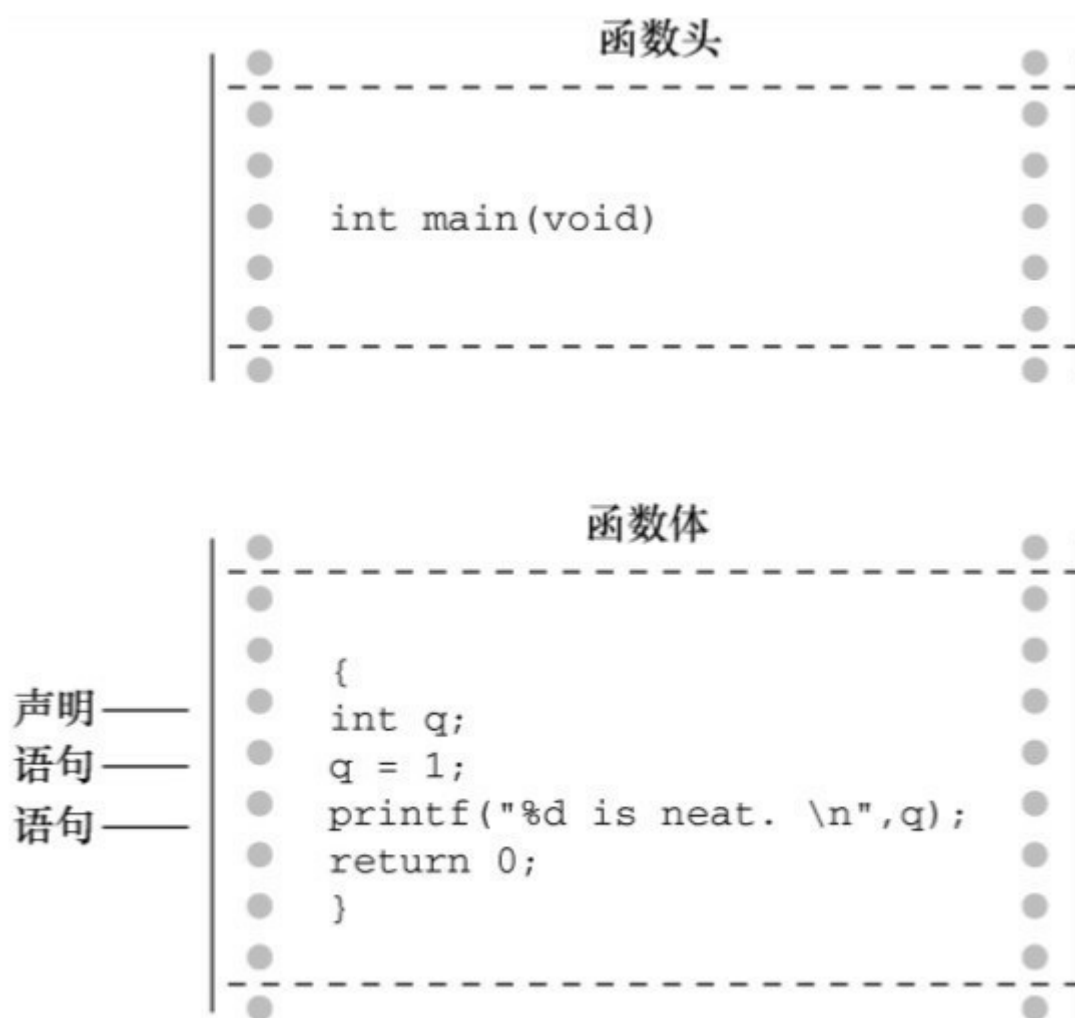 函数头
int main(void)
函数体
{
声明
int q;
语句
q = 1;
语句
printf("%d is neat. \n",q);
return 0;
}